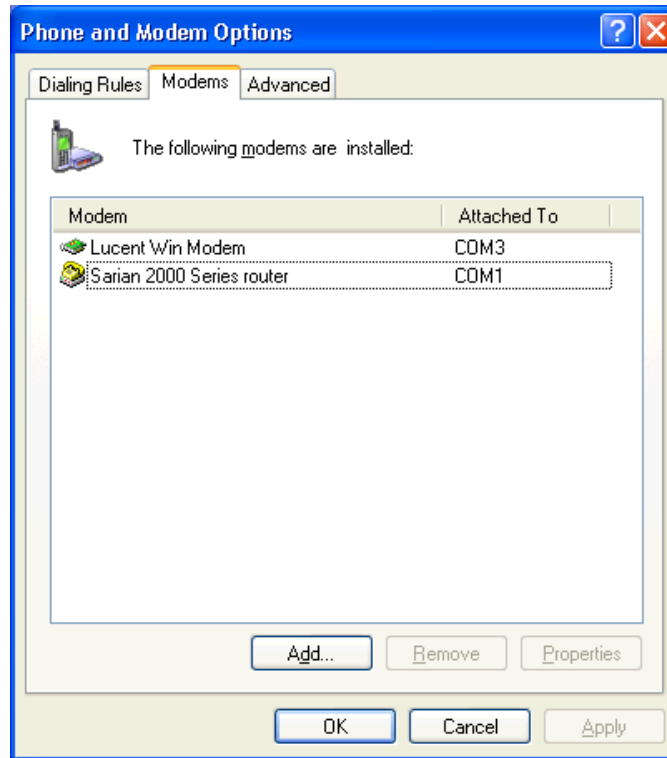 Phone and Modem Options ?
Dialing Rules Modems Advanced
The following modems are installed:
Modem Attached To
Lucent Win Modem COM3
Sarian 2000 Series router COM1
Add... Remove Properties
OK Cancel Apply